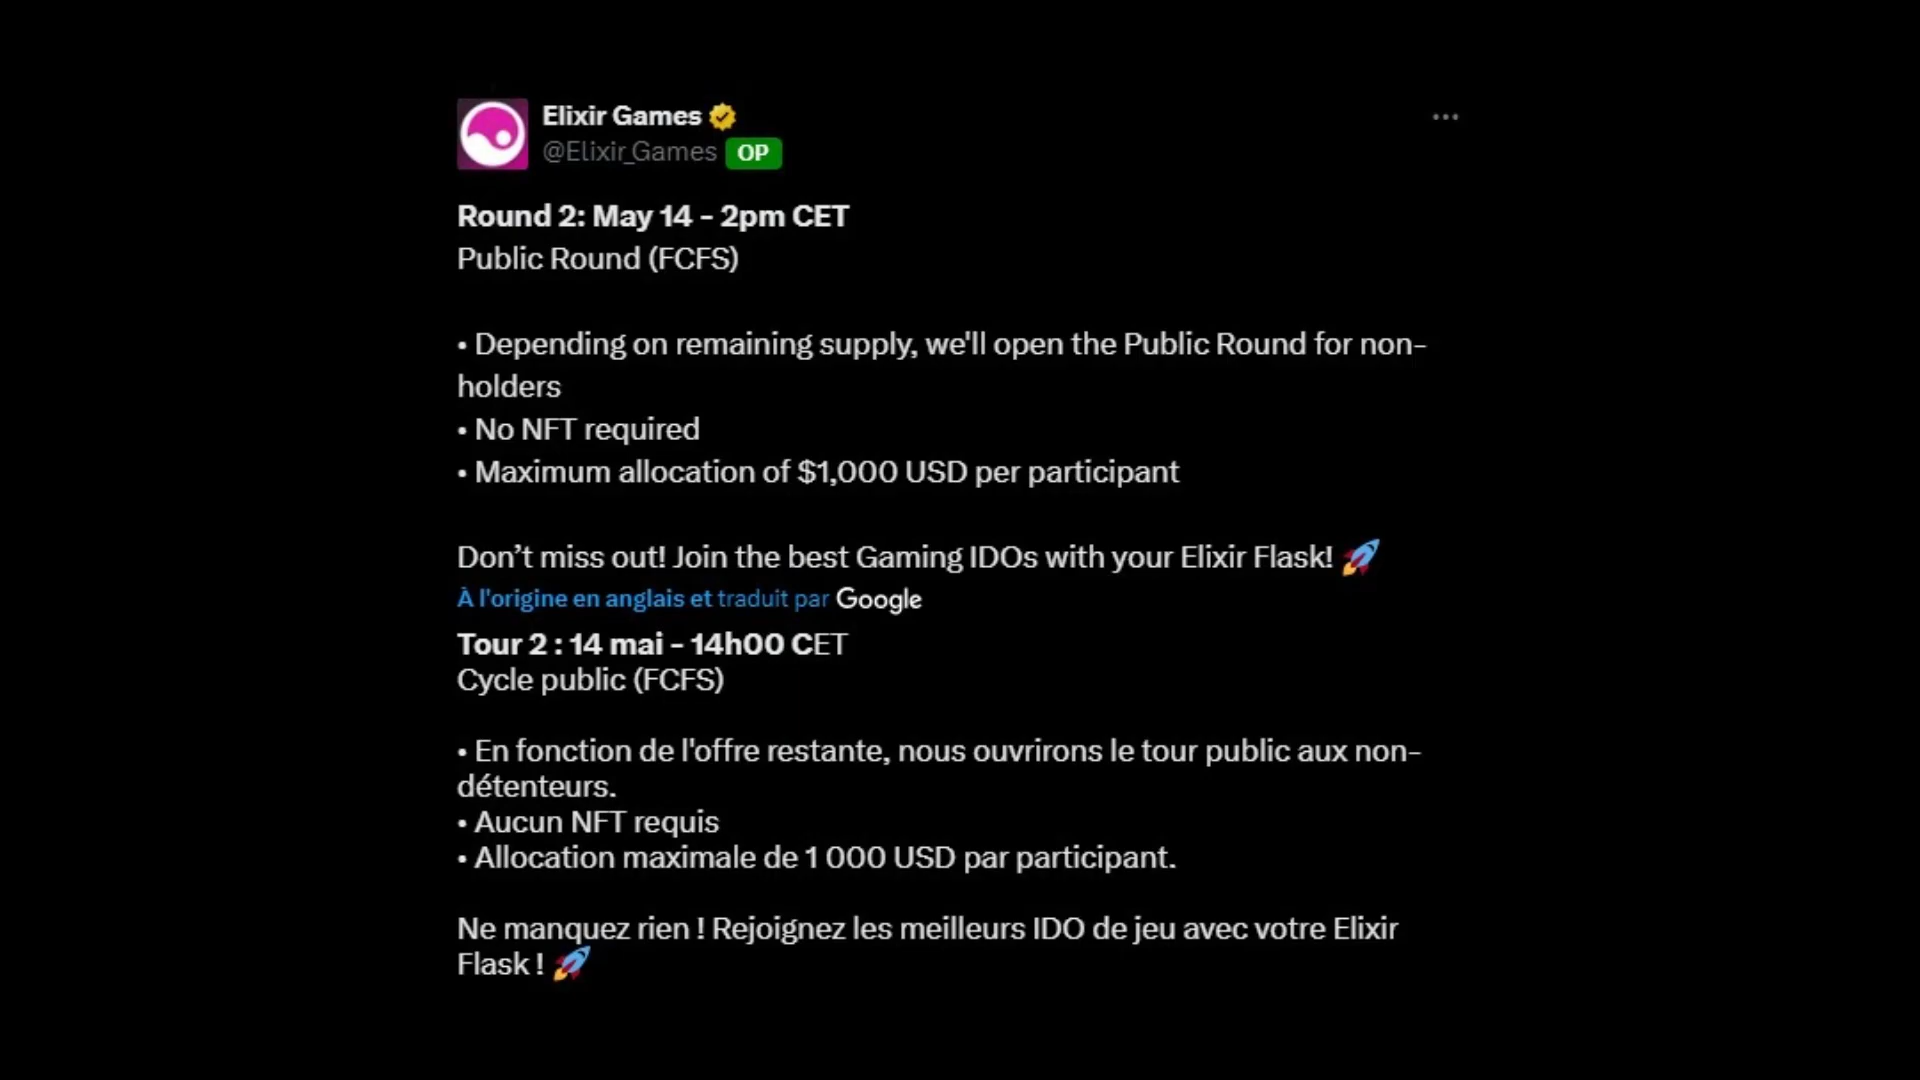 Elixir Games
@Elixir_Games OP
Round 2: May 14 - 2pm CET
Public Round (FCFS)
• Depending on remaining supply, we'll open the Public Round for non-
holders
• No NFT required
• Maximum allocation of $1,000 USD per participant
Don’t miss out! Join the best Gaming IDOs with your Elixir Flask! 🚀
À l'origine en anglais et traduit par Google
Tour 2 : 14 mai - 14h00 CET
Cycle public (FCFS)
• En fonction de l'offre restante, nous ouvrirons le tour public aux non-
détenteurs.
• Aucun NFT requis
• Allocation maximale de 1 000 USD par participant.
Ne manquez rien ! Rejoignez les meilleurs IDO de jeu avec votre Elixir
Flask ! 🚀